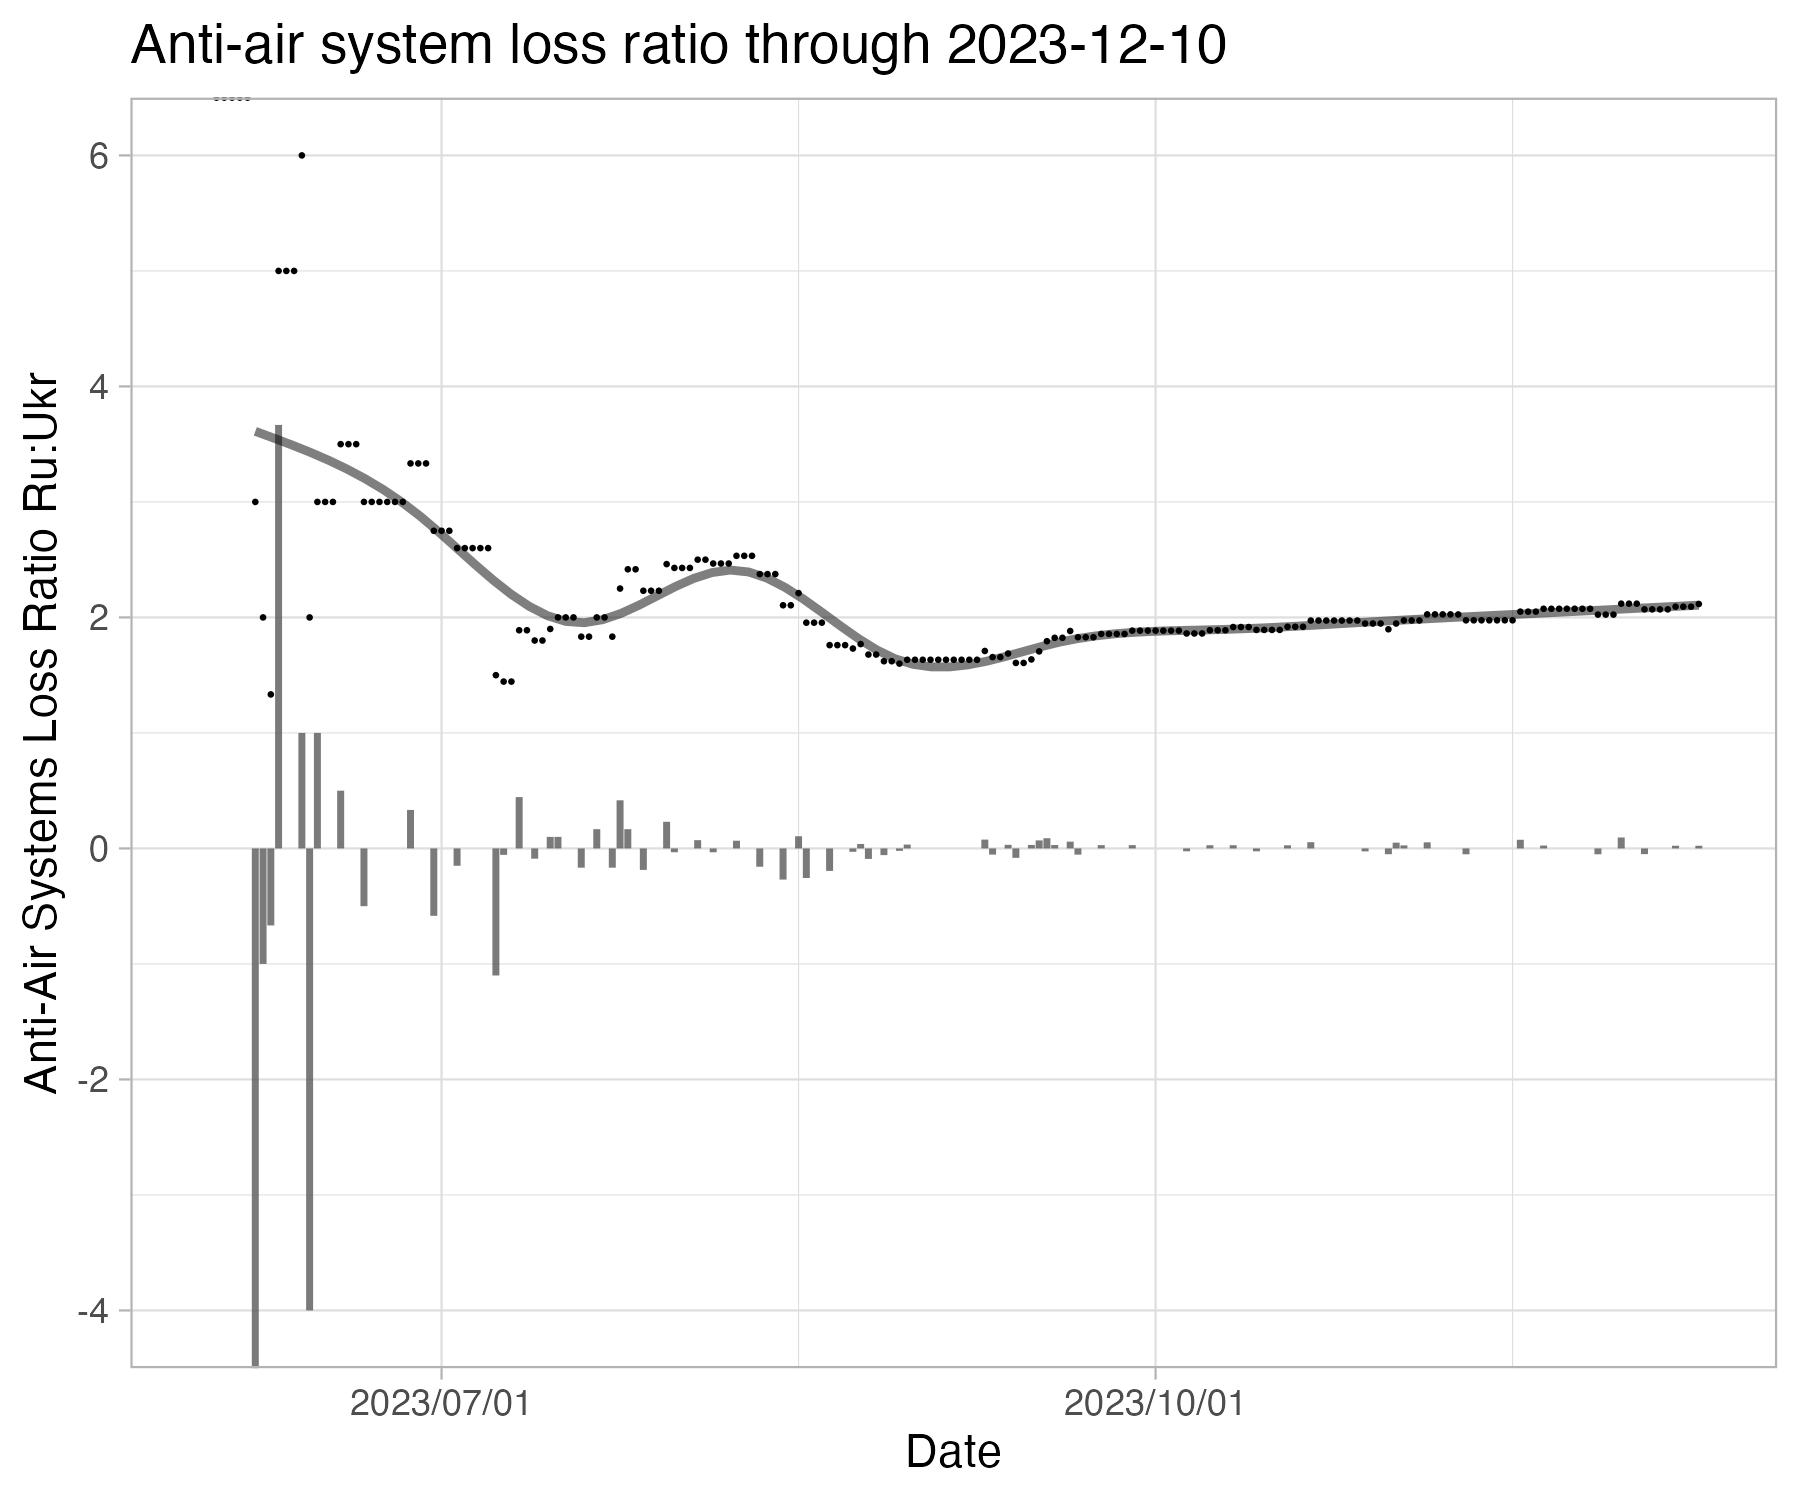 Anti-air system loss ratio through 2023-12-10
Anti-Air Systems Loss Ratio Ru:Ukr
6
4
2
0
-2
-4
2023/07/01
2023/10/01
Date